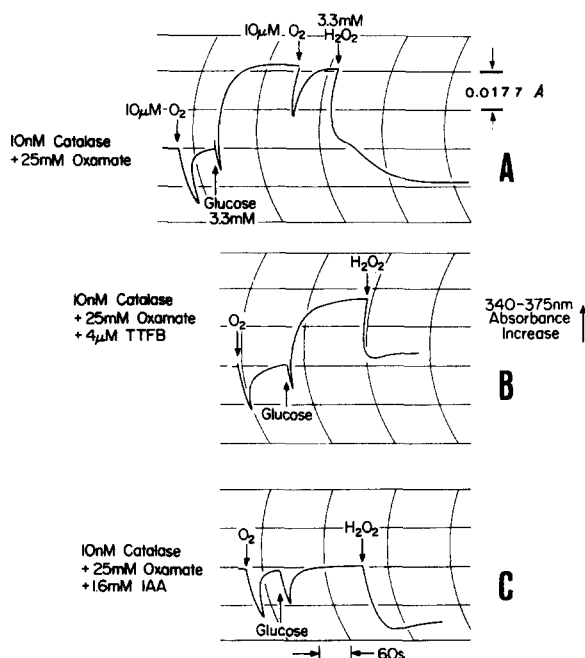 10μM O₂
3.3mM
H₂O₂
0.0177 A
10μM-O₂
10nM Catalase
+25mM Oxamate
Glucose
3.3mM
A
H₂O₂
10nM Catalase
+25mM Oxamate
+4μM TTFB
O₂
340-375nm
Absorbance
Increase
Glucose
B
O₂
H₂O₂
10nM Catalase
+25mM Oxamate
+1.6mM IAA
Glucose
C
60s